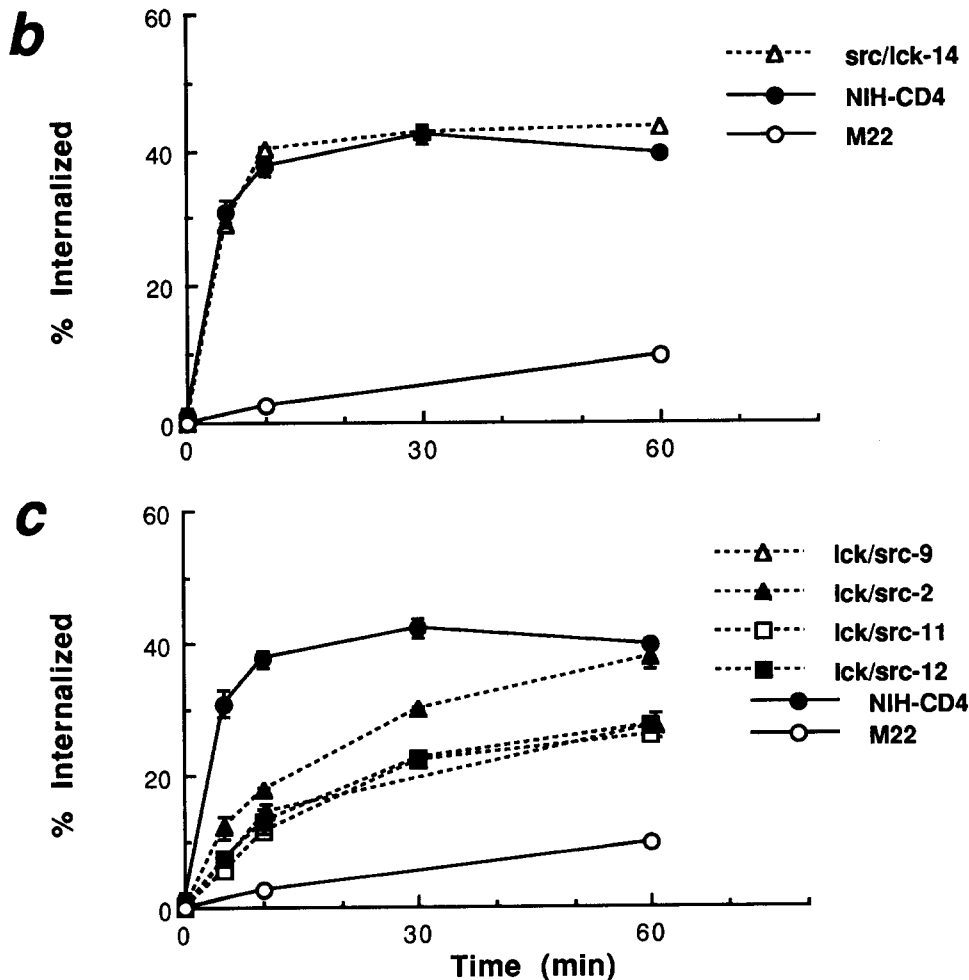 b
60
40
20
0
% Internalized
0
30
60
src/lck-14
NIH-CD4
M22
c
60
40
20
0
% Internalized
0
30
60
Time (min)
lck/src-9
lck/src-2
lck/src-11
lck/src-12
NIH-CD4
M22